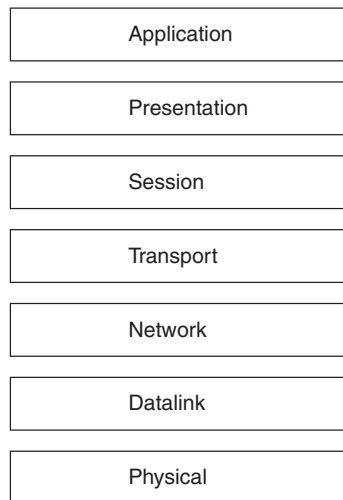 Application
Presentation
Session
Transport
Network
Datalink
Physical